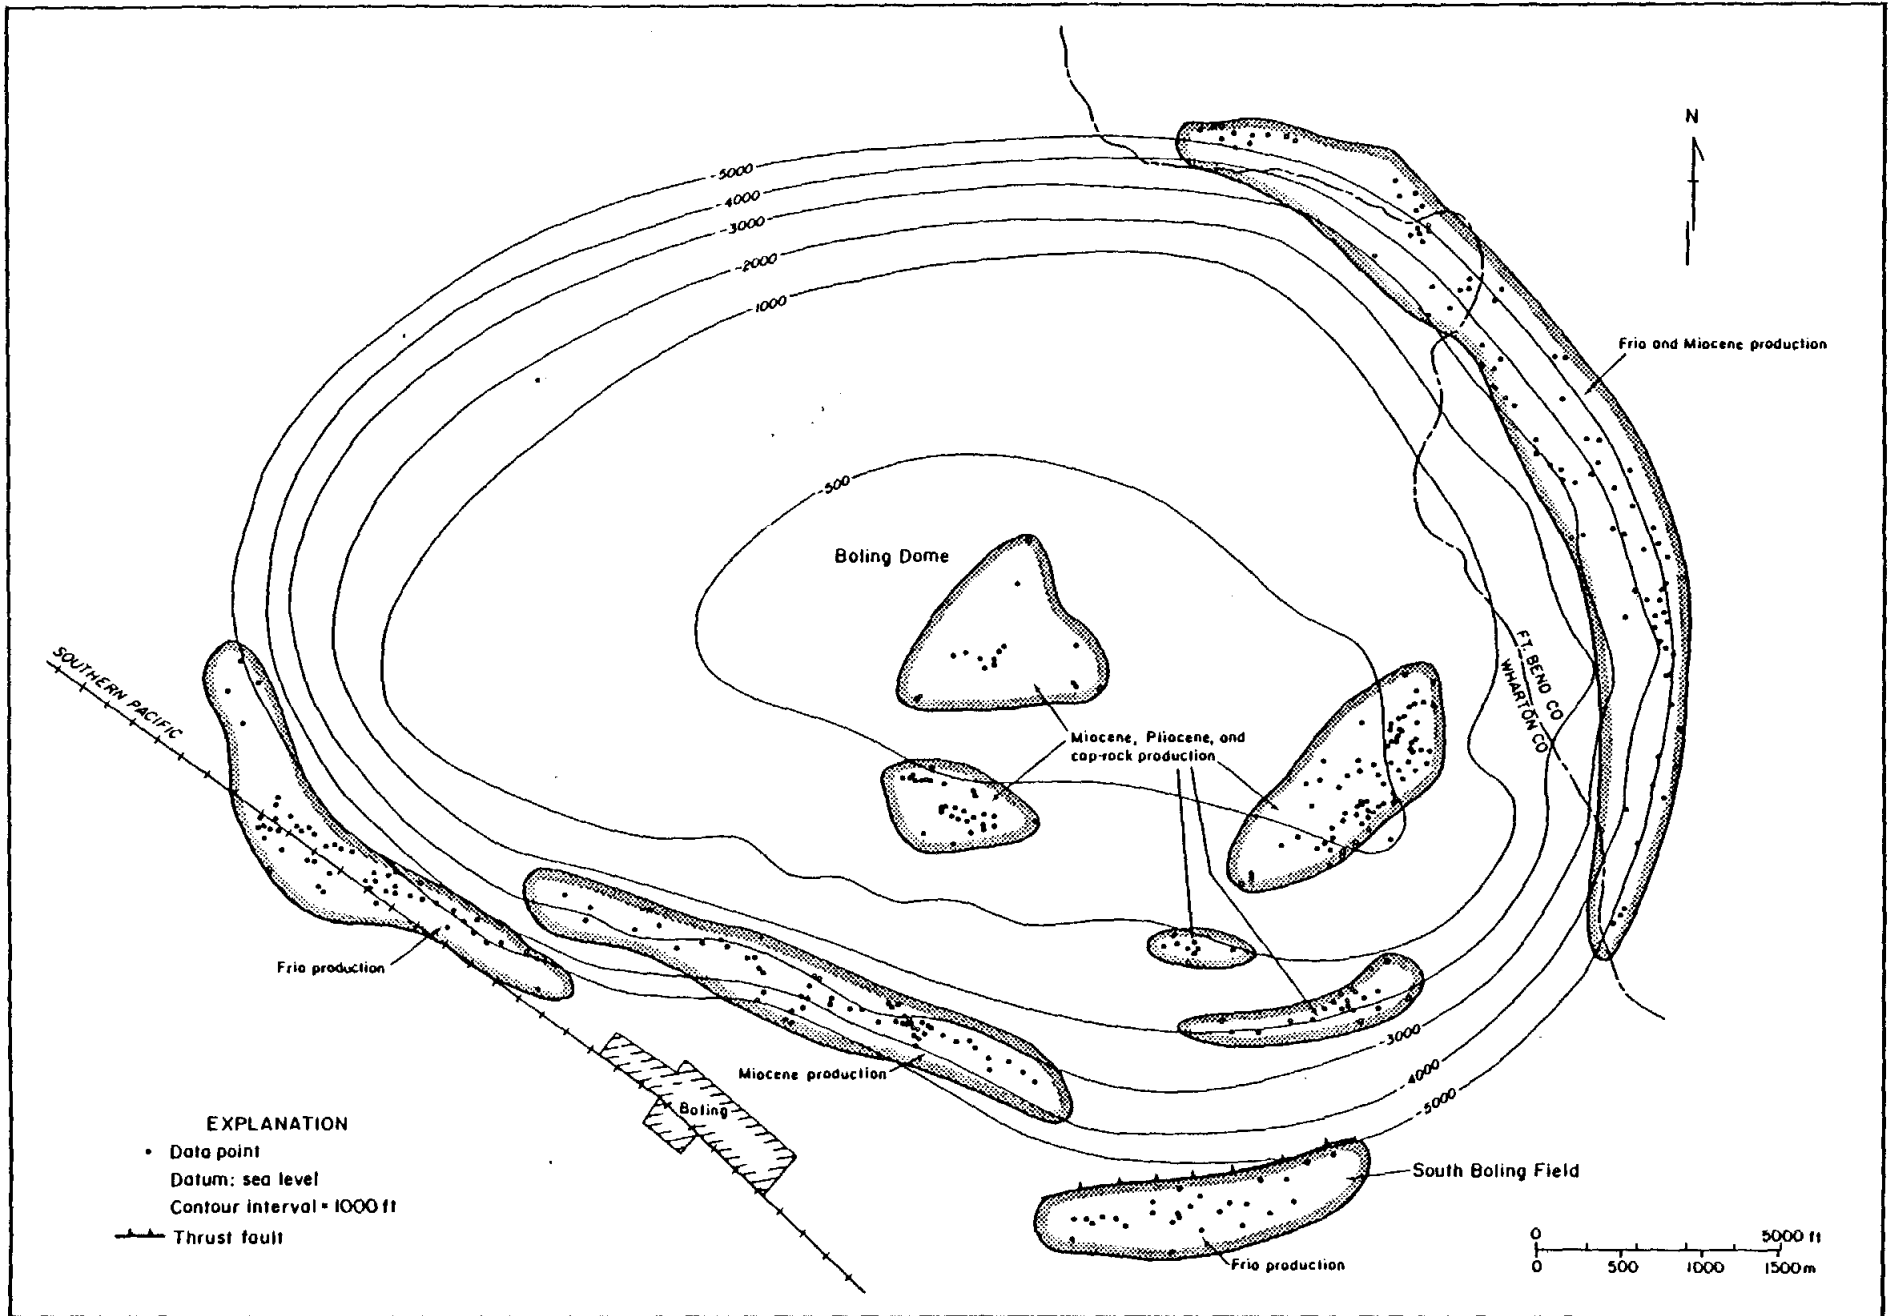 N
-5000
-4000
-3000
-2000
-1000
Frio and Miocene production
-500
Boling Dome
SOUTHERN PACIFIC
FT. BEND CO
WHARTON CO
Miocene, Pliocene, and
cap-rock production
Frio production
-3000
-4000
-5000
Miocene production
Boling
EXPLANATION
• Data point
Datum: sea level
Contour interval = 1000 ft
Thrust fault
South Boling Field
Frio production
0 5000 ft
0 500 1000 1500m